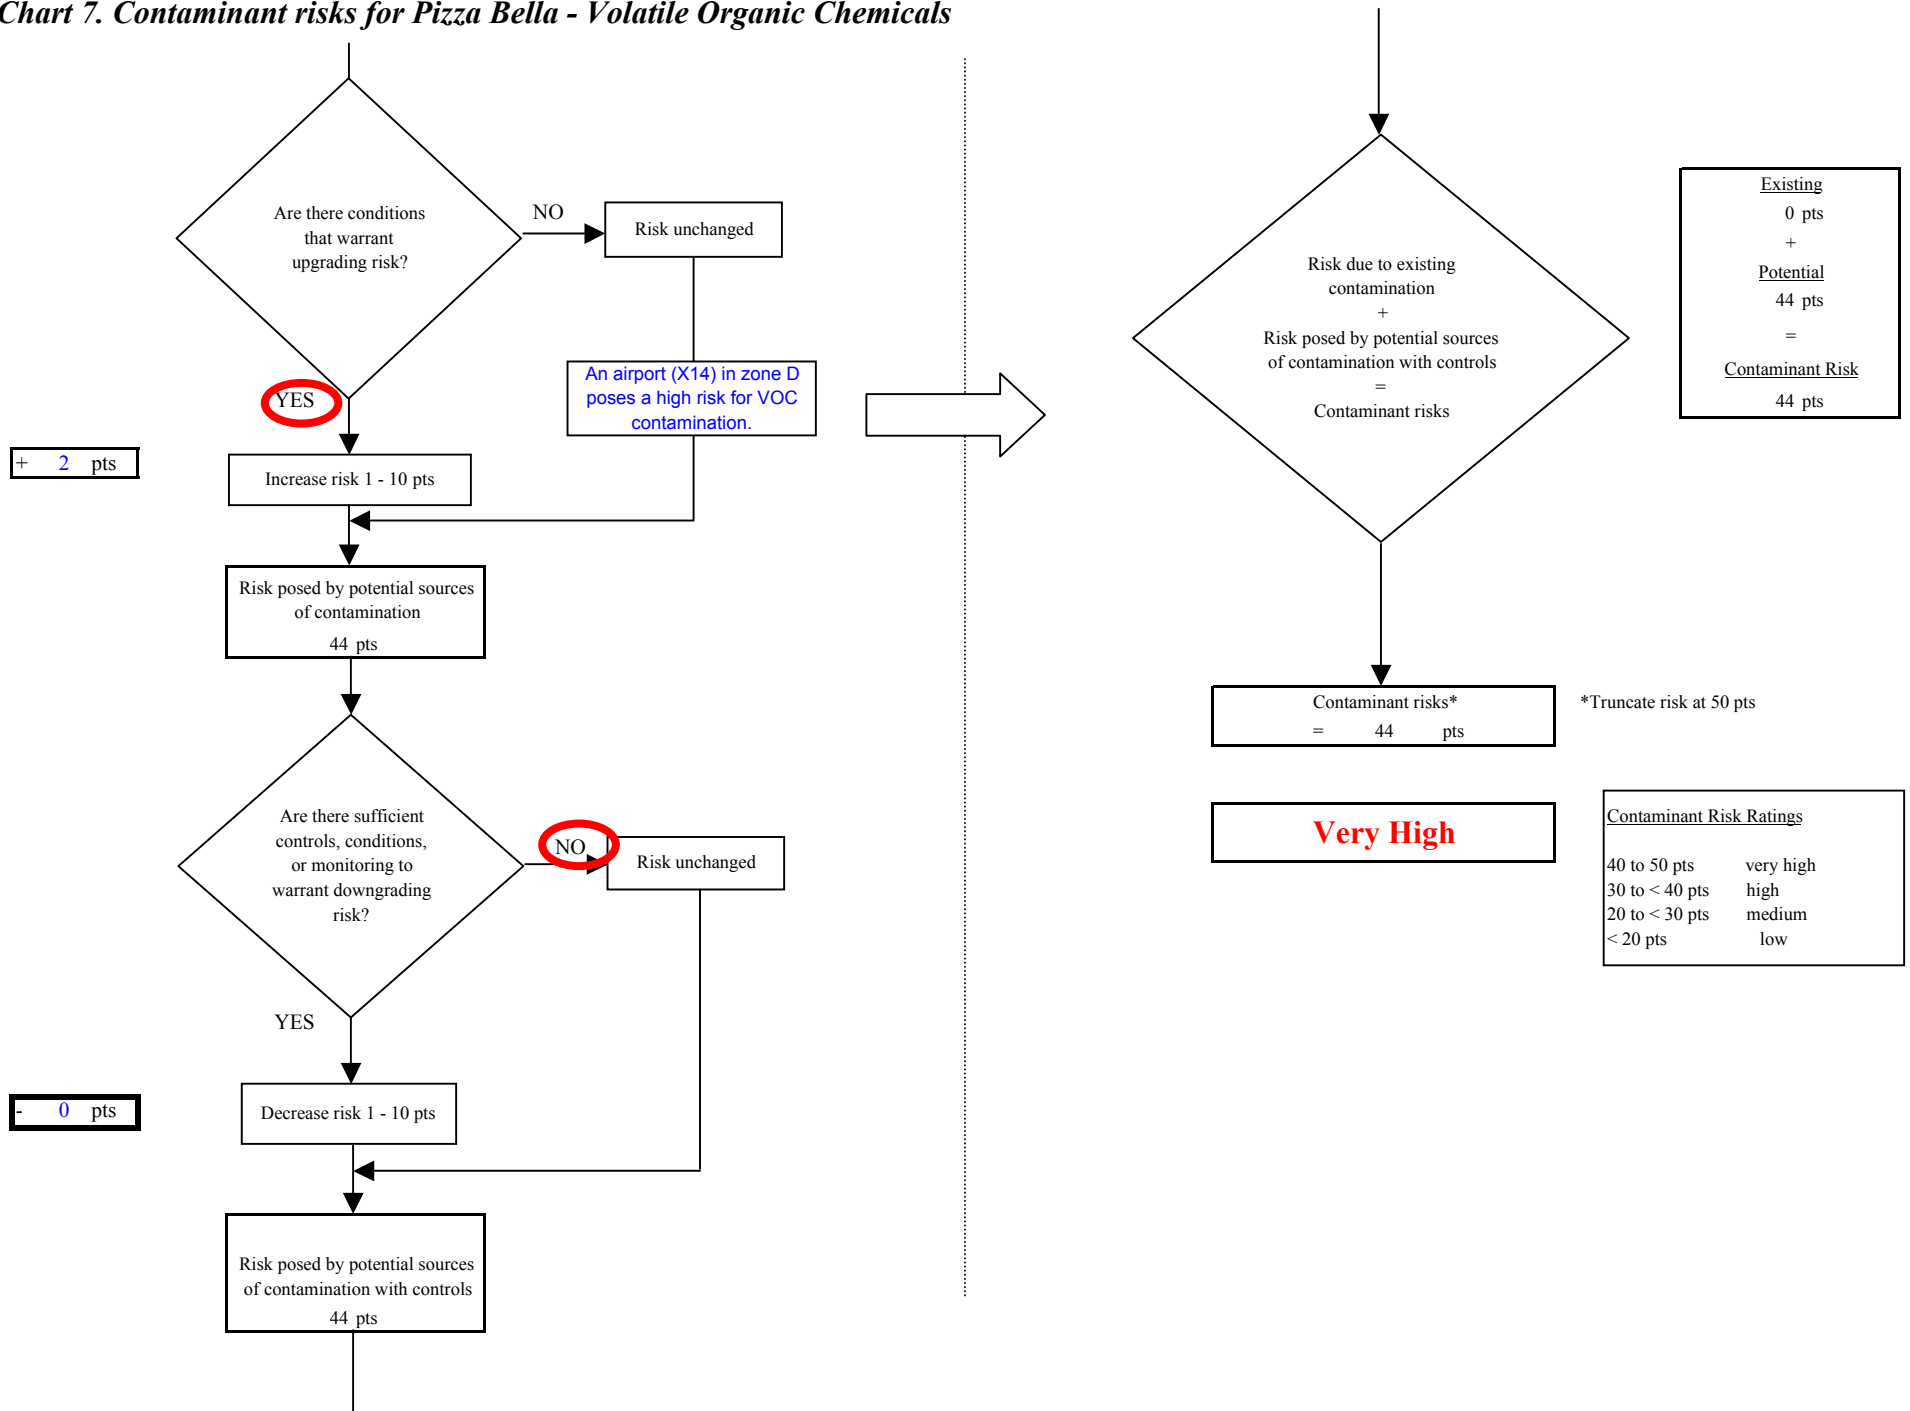 Chart 7. Contaminant risks for Pizza Bella - Volatile Organic Chemicals
Are there conditions
that warrant
upgrading risk?
NO
Risk unchanged
An airport (X14) in zone D
poses a high risk for VOC
contamination.
YES
+ 2 pts
Increase risk 1 - 10 pts
Risk posed by potential sources
of contamination
44 pts
Are there sufficient
controls, conditions,
or monitoring to
warrant downgrading
risk?
NO
Risk unchanged
YES
- 0 pts
Decrease risk 1 - 10 pts
Risk posed by potential sources
of contamination with controls
44 pts
Risk due to existing
contamination
+
Risk posed by potential sources
of contamination with controls
=
Contaminant risks
Existing
0 pts
+
Potential
44 pts
=
Contaminant Risk
44 pts
Contaminant risks*
= 44 pts
*Truncate risk at 50 pts
Very High
Contaminant Risk Ratings
40 to 50 pts very high
30 to < 40 pts high
20 to < 30 pts medium
< 20 pts low